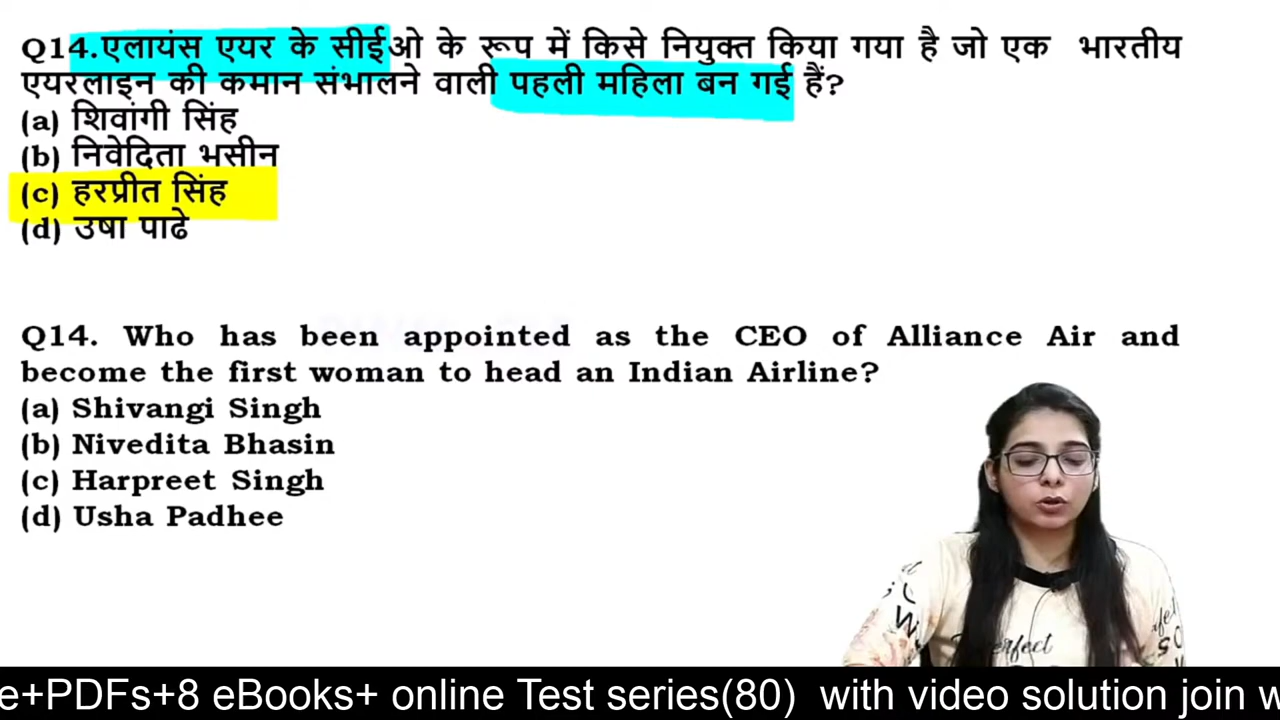 Q14.एलायंस एयर के सीईओ के रूप में किसे नियुक्त किया गया है जो एक भारतीय
एयरलाइन की कमान संभालने वाली पहली महिला बन गई हैं?
(a) शिवांगी सिंह
(b) निवेदिता भसीन
(c) हरप्रीत सिंह
(d) उषा पाढे
Q14. Who has been appointed as the CEO of Alliance Air and
become the first woman to head an Indian Airline?
(a) Shivangi Singh
(b) Nivedita Bhasin
(c) Harpreet Singh
(d) Usha Padhee
e+PDFs+8 eBooks+ online Test series(80) with video solution join w